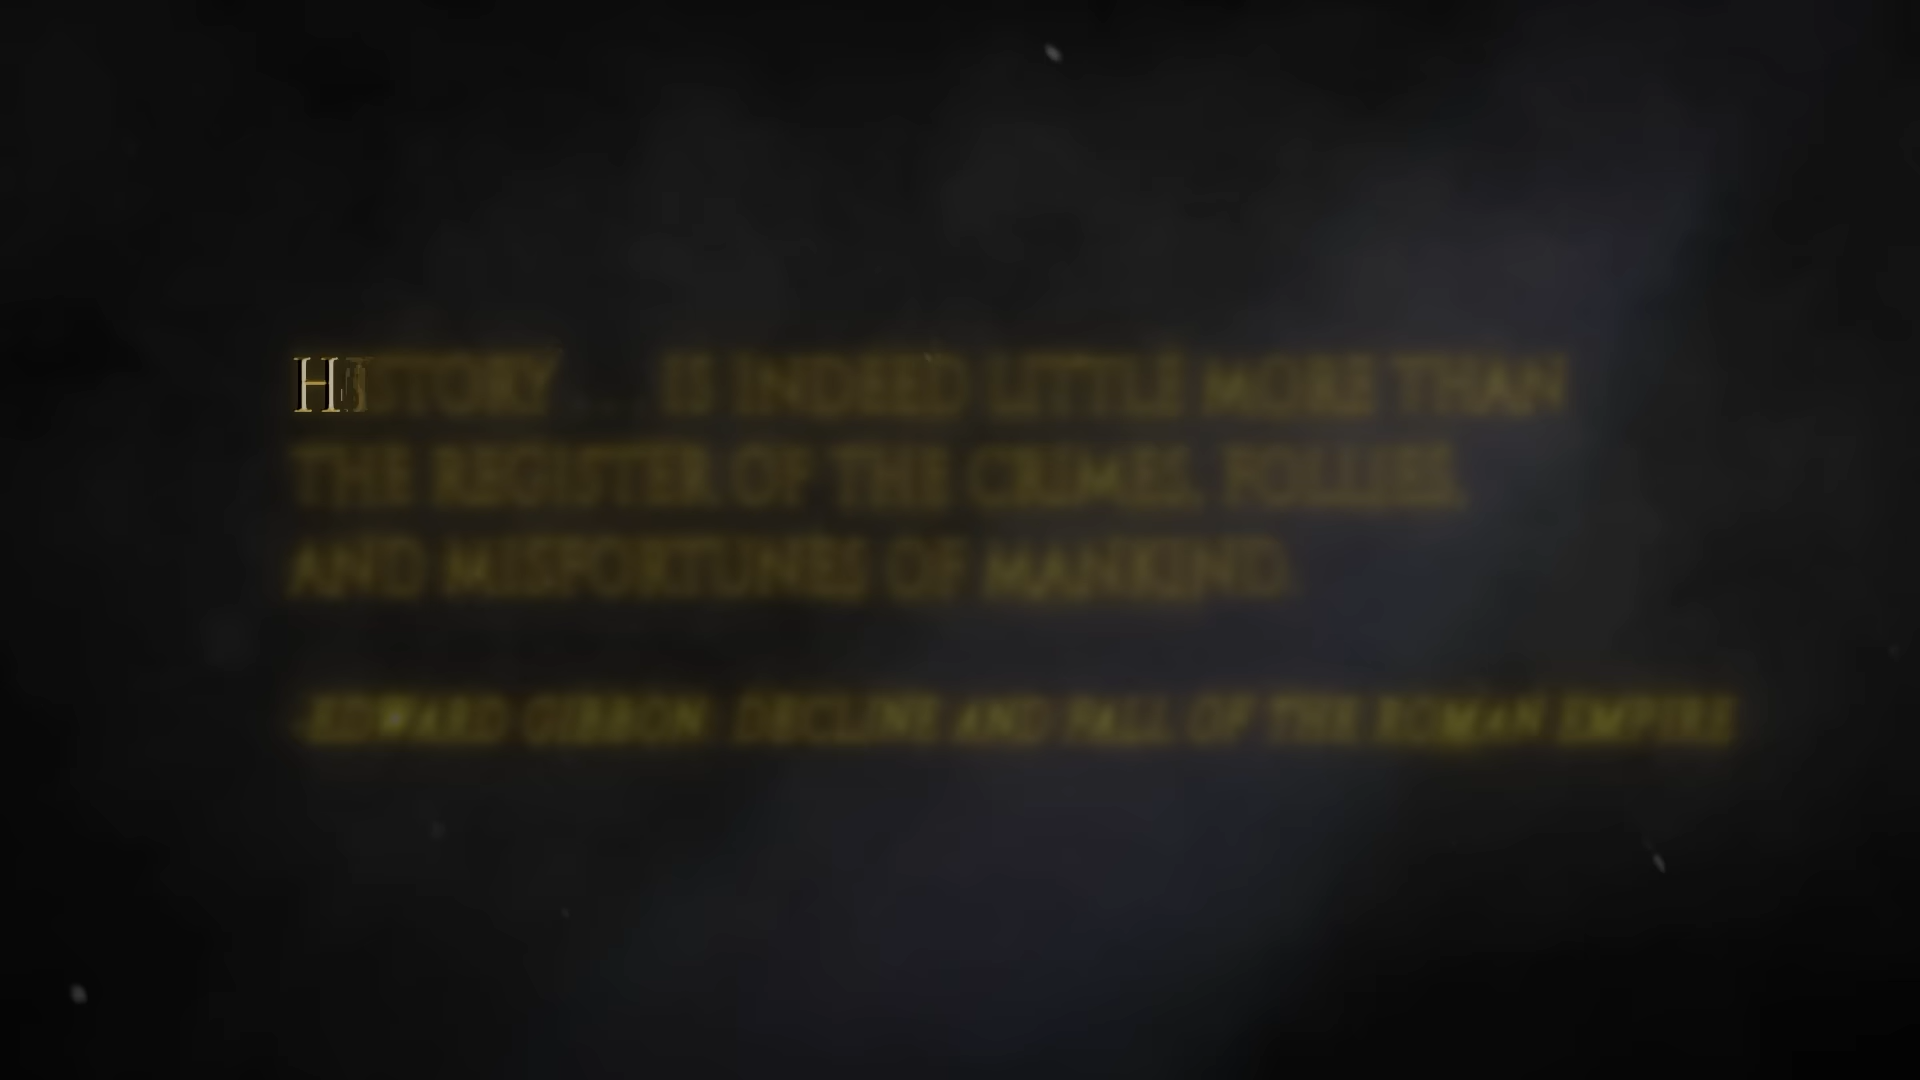 HISTORY ... IS INDEED LITTLE MORE THAN
THE REGISTER OF THE CRIMES, FOLLIES,
AND MISFORTUNES OF MANKIND.
-EDWARD GIBBON, DECLINE AND FALL OF THE ROMAN EMPIRE